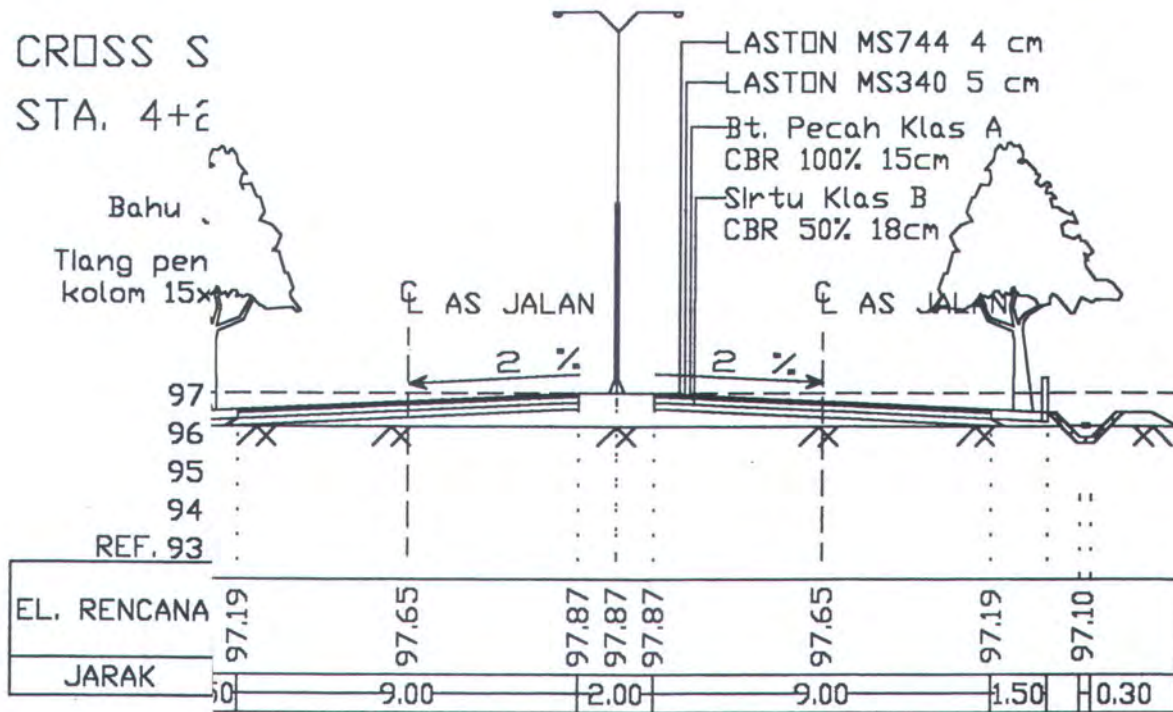 CROSS S
STA. 4+2
Bahu
Tiang pen
kolom 15x
LASTON MS744 4 cm
LASTON MS340 5 cm
Bt. Pecah Klas A
CBR 100% 15cm
Sirtu Klas B
CBR 50% 18cm
℄ AS JALAN
℄ AS JALAN
2 %
2 %
97
96
95
94
REF. 93
EL. RENCANA 97.19 97.65 97.87 97.87 97.87 97.65 97.19 97.10
JARAK 50 9.00 2.00 9.00 1.50 0.30